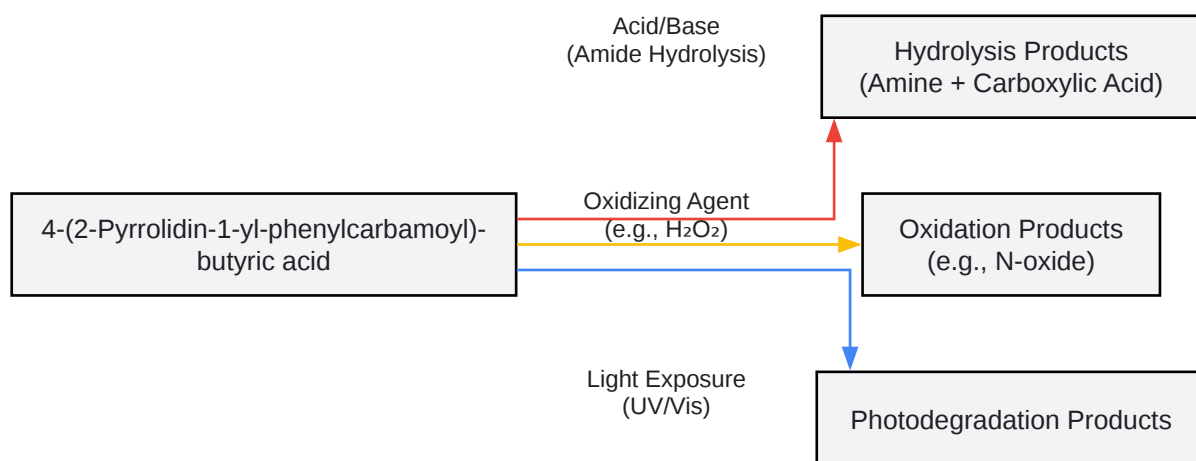 Acid/Base
(Amide Hydrolysis)
Hydrolysis Products
(Amine + Carboxylic Acid)
4-(2-Pyrrolidin-1-yl-phenylcarbamoyl)-
butyric acid
Oxidizing Agent
(e.g., H₂O₂)
Oxidation Products
(e.g., N-oxide)
Light Exposure
(UV/Vis)
Photodegradation Products